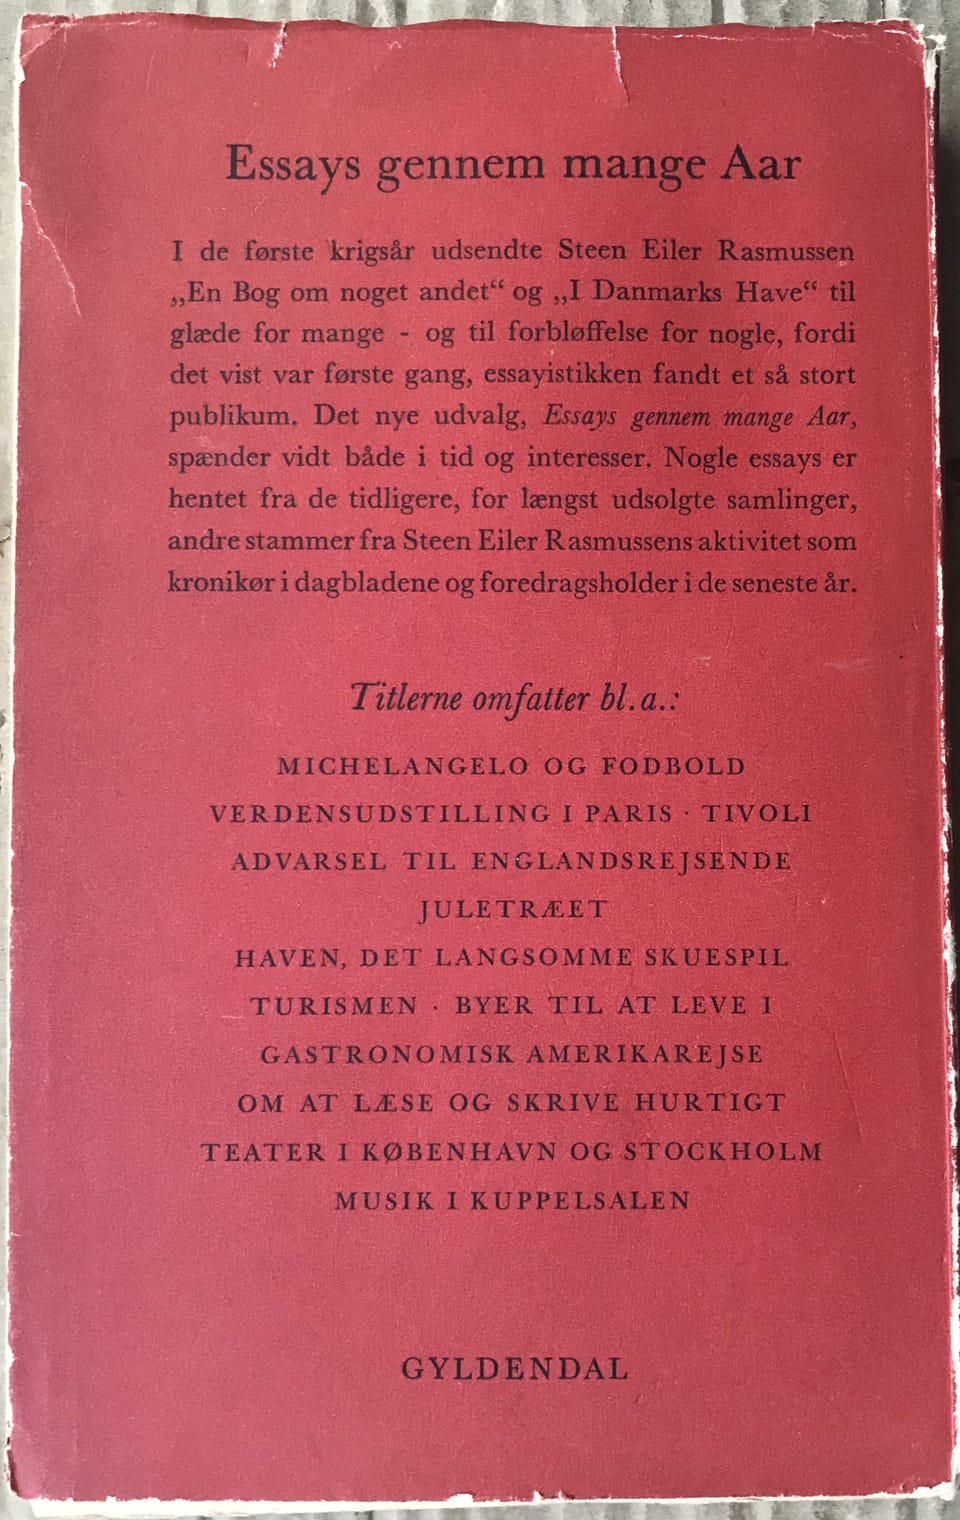 Essays gennem mange Aar
I de første krigsår udsendte Steen Eiler Rasmussen
„En Bog om noget andet“ og „I Danmarks Have“ til
glæde for mange - og til forbløffelse for nogle, fordi
det vist var første gang, essayistikken fandt et så stort
publikum. Det nye udvalg, Essays gennem mange Aar,
spænder vidt både i tid og interesser. Nogle essays er
hentet fra de tidligere, for længst udsolgte samlinger,
andre stammer fra Steen Eiler Rasmussens aktivitet som
kronikør i dagbladene og foredragsholder i de seneste år.
Titlerne omfatter bl.a.:
MICHELANGELO OG FODBOLD
VERDENSUDSTILLING I PARIS · TIVOLI
ADVARSEL TIL ENGLANDSREJSENDE
JULETRÆET
HAVEN, DET LANGSOMME SKUESPIL
TURISMEN · BYER TIL AT LEVE I
GASTRONOMISK AMERIKAREJSE
OM AT LÆSE OG SKRIVE HURTIGT
TEATER I KØBENHAVN OG STOCKHOLM
MUSIK I KUPPELSALEN
GYLDENDAL